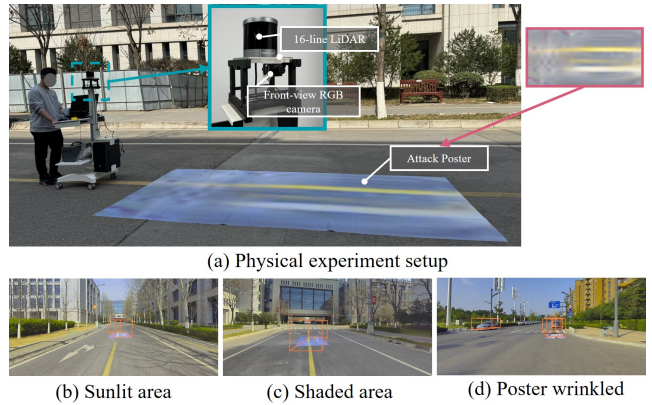 16-line LiDAR
Front-view RGB
camera
Attack Poster
(a) Physical experiment setup
(b) Sunlit area
(c) Shaded area
(d) Poster wrinkled